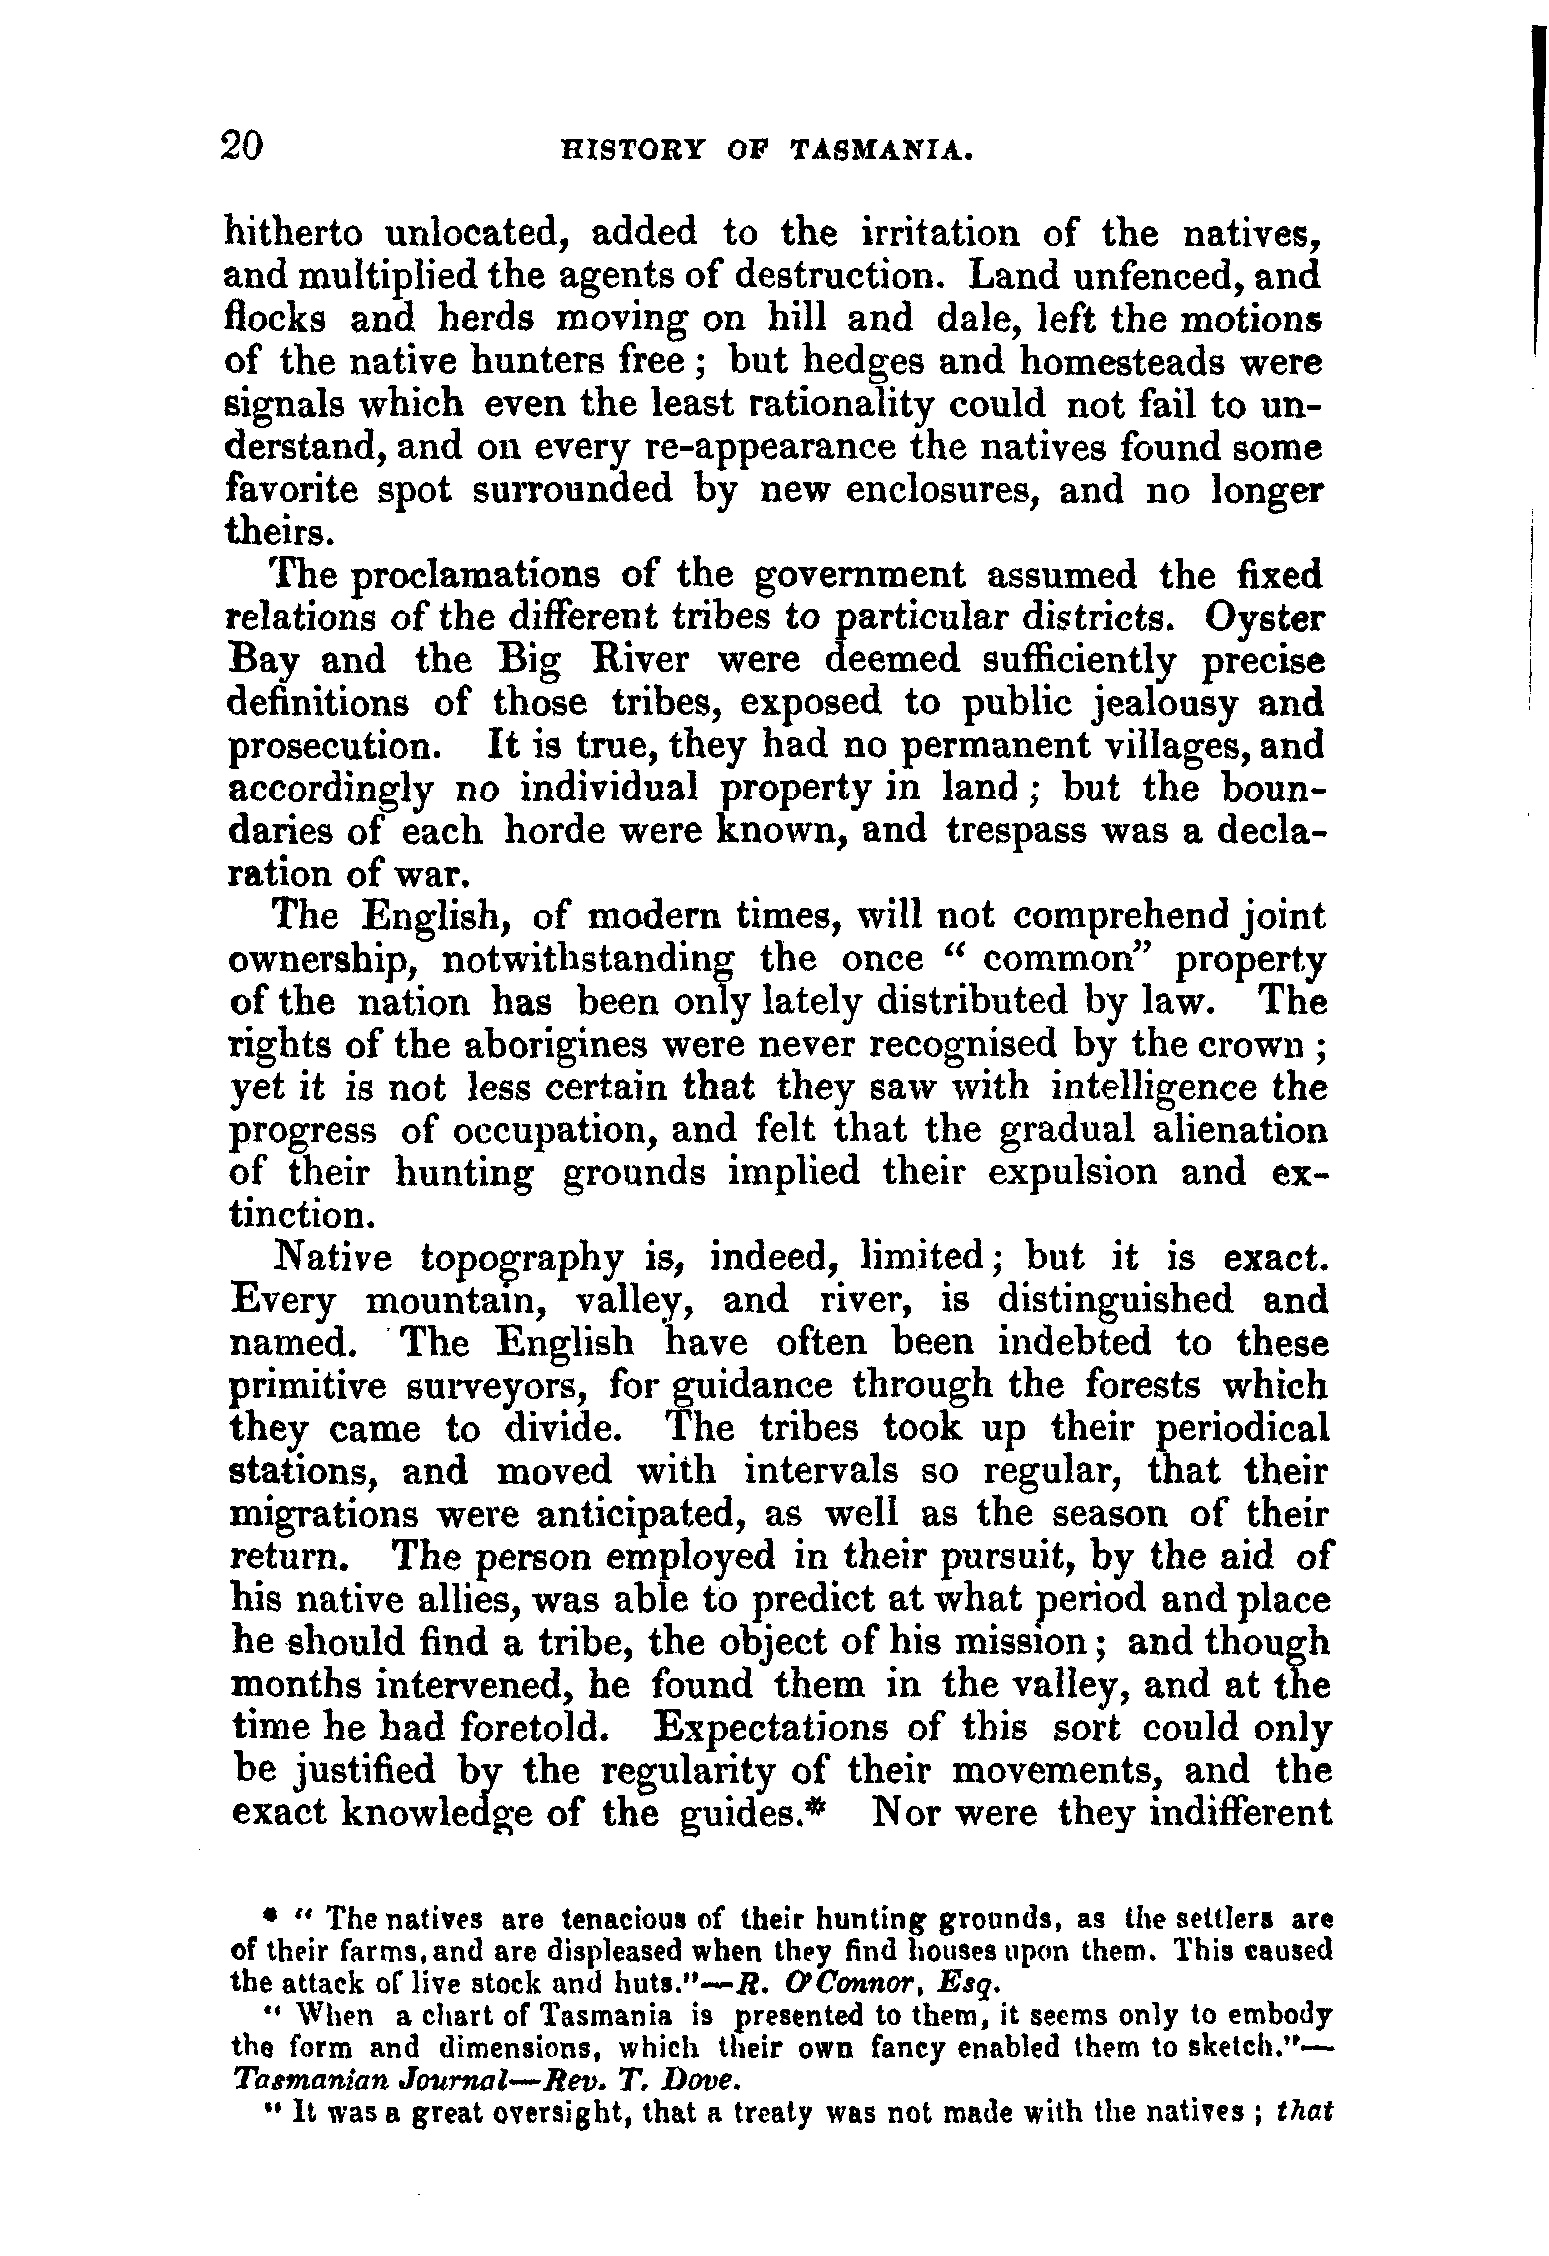 20 HISTORY OF TASMANIA.
hitherto unlocated, added to the irritation of the natives,
and multiplied the agents of destruction. Land unfenced, and
flocks and herds moving on hill and dale, left the motions
of the native hunters free ; but hedges and homesteads were
signals which even the least rationality could not fail to un-
derstand, and on every re-appearance the natives found some
favorite spot surrounded by new enclosures, and no longer
theirs.
The proclamations of the government assumed the fixed
relations of the different tribes to particular districts. Oyster
Bay and the Big River were deemed sufficiently precise
definitions of those tribes, exposed to public jealousy and
prosecution. It is true, they had no permanent villages, and
accordingly no individual property in land ; but the boun-
daries of each horde were known, and trespass was a decla-
ration of war.
The English, of modern times, will not comprehend joint
ownership, notwithstanding the once “ common” property
of the nation has been only lately distributed by law. The
rights of the aborigines were never recognised by the crown ;
yet it is not less certain that they saw with intelligence the
progress of occupation, and felt that the gradual alienation
of their hunting grounds implied their expulsion and ex-
tinction.
Native topography is, indeed, limited ; but it is exact.
Every mountain, valley, and river, is distinguished and
named. The English have often been indebted to these
primitive surveyors, for guidance through the forests which
they came to divide. The tribes took up their periodical
stations, and moved with intervals so regular, that their
migrations were anticipated, as well as the season of their
return. The person employed in their pursuit, by the aid of
his native allies, was able to predict at what period and place
he should find a tribe, the object of his mission ; and though
months intervened, he found them in the valley, and at the
time he had foretold. Expectations of this sort could only
be justified by the regularity of their movements, and the
exact knowledge of the guides.* Nor were they indifferent
* “ The natives are tenacious of their hunting grounds, as the settlers are
of their farms, and are displeased when they find houses upon them. This caused
the attack of live stock and huts.”—R. O'Connor, Esq.
“ When a chart of Tasmania is presented to them, it seems only to embody
the form and dimensions, which their own fancy enabled them to sketch.”—
Tasmanian Journal—Rev. T. Dove.
“ It was a great oversight, that a treaty was not made with the natives ; that